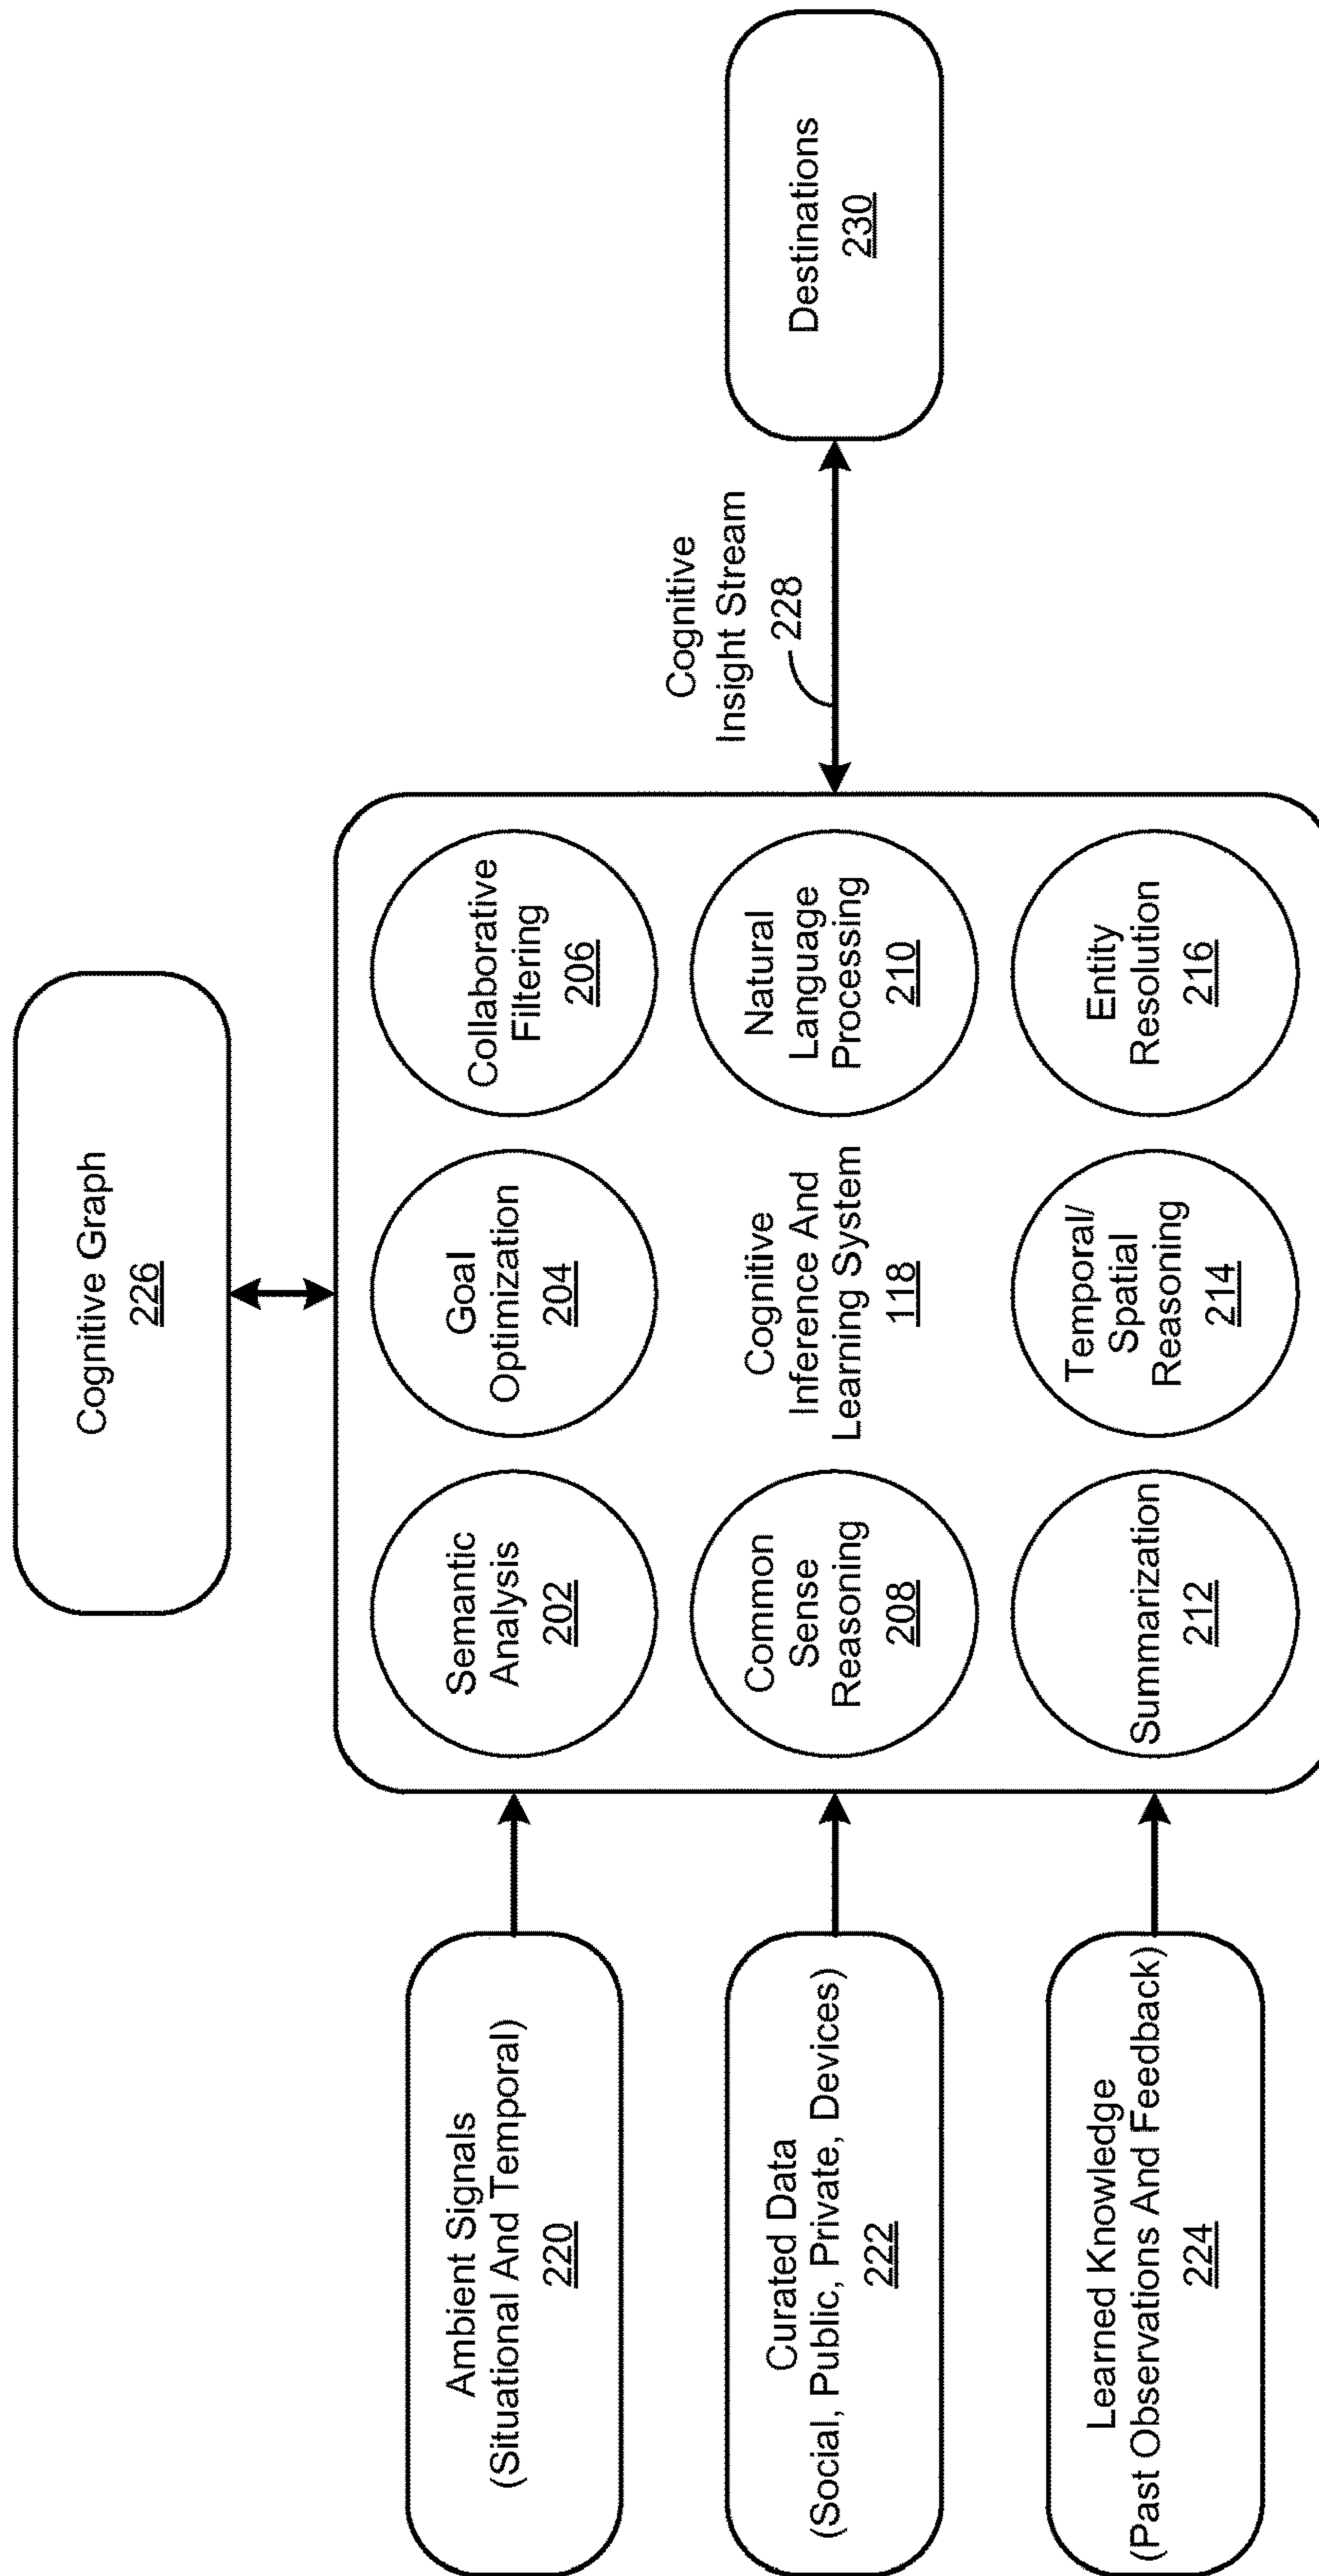 Cognitive Graph
226
Ambient Signals
(Situational And Temporal)
220
Curated Data
(Social, Public, Private, Devices)
222
Learned Knowledge
(Past Observations And Feedback)
224
Semantic
Analysis
202
Goal
Optimization
204
Collaborative
Filtering
206
Common
Sense
Reasoning
208
Cognitive
Inference And
Learning System
118
Natural
Language
Processing
210
Summarization
212
Temporal/
Spatial
Reasoning
214
Entity
Resolution
216
Cognitive
Insight Stream
228
Destinations
230